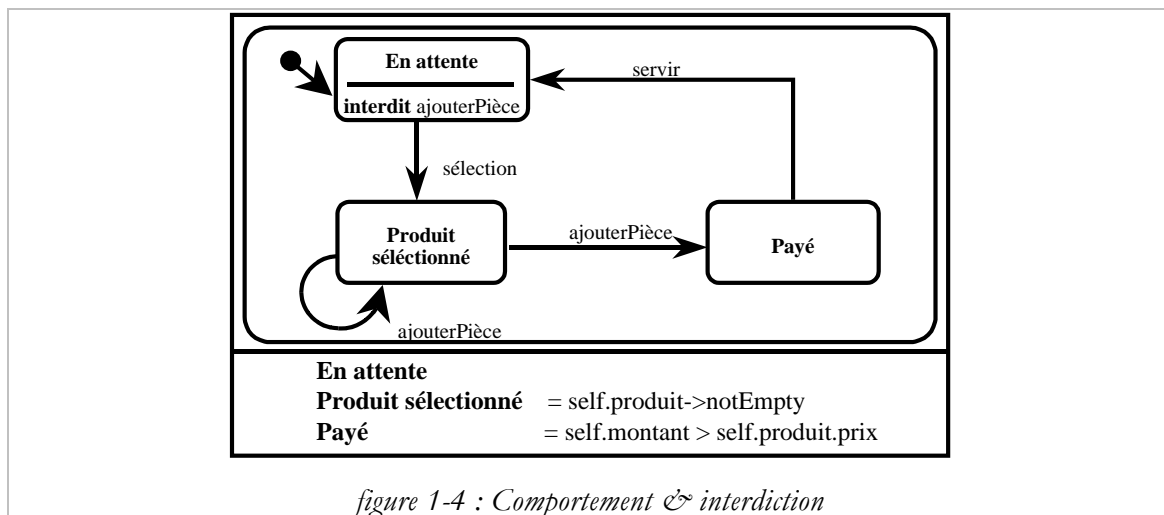 En attente
interdit ajouterPièce
servir
sélection
Produit
séléctionné
ajouterPièce
Payé
ajouterPièce
En attente
Produit sélectionné = self.produit->notEmpty
Payé = self.montant > self.produit.prix
figure 1-4 : Comportement & interdiction